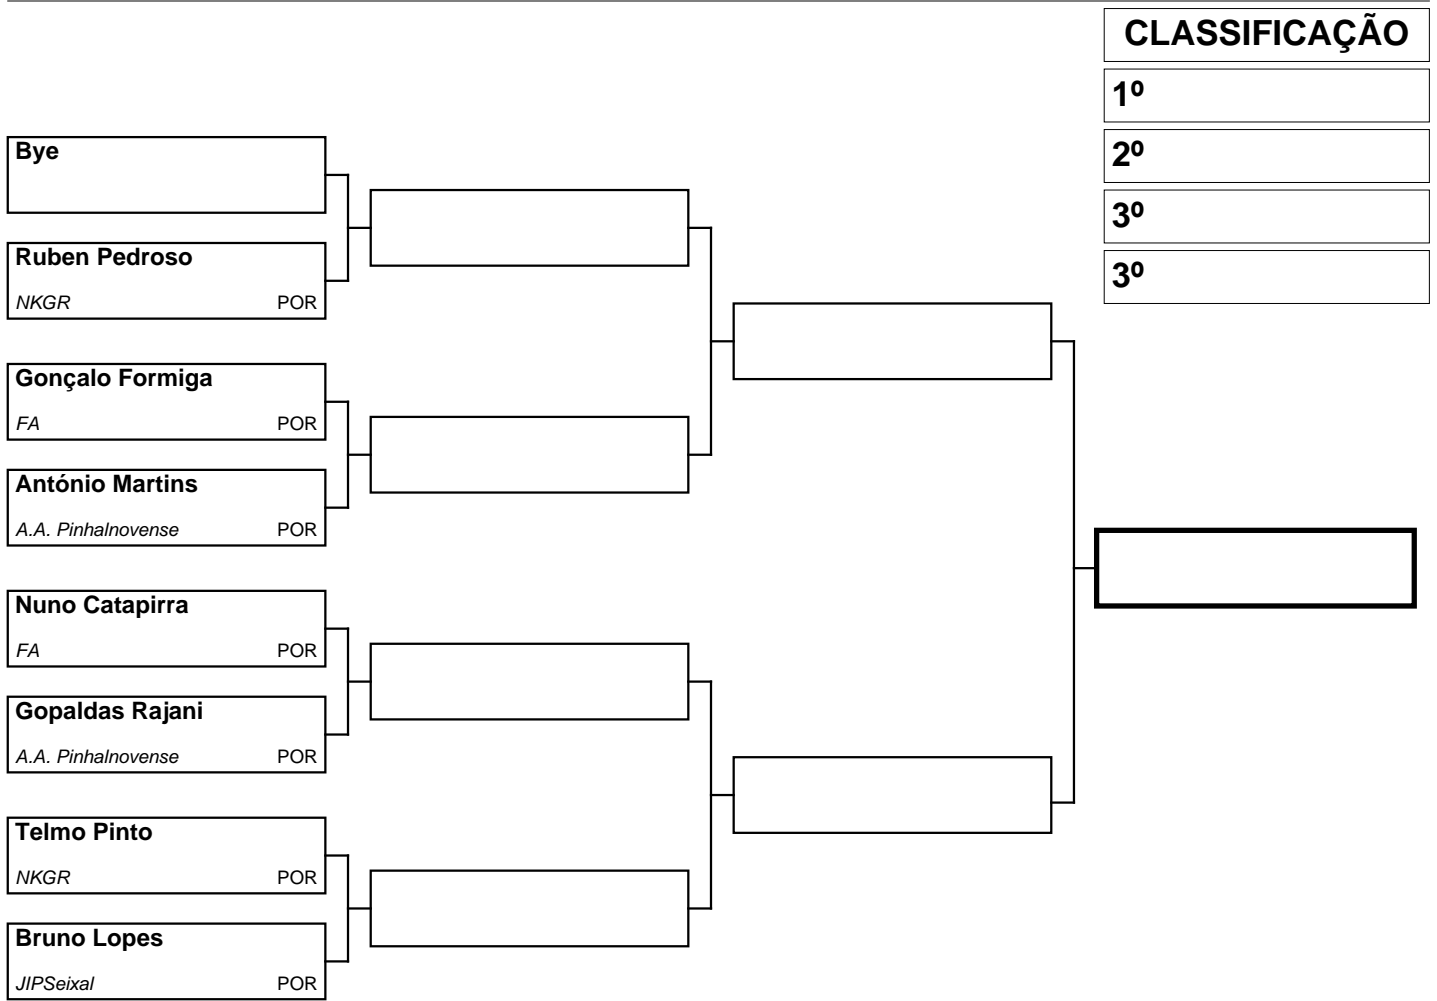 CLASSIFICAÇÃO
1º
2º
3º
3º
Bye
Ruben Pedroso
NKGR POR
Gonçalo Formiga
FA POR
António Martins
A.A. Pinhalnovense POR
Nuno Catapirra
FA POR
Gopaldas Rajani
A.A. Pinhalnovense POR
Telmo Pinto
NKGR POR
Bruno Lopes
JIPSeixal POR